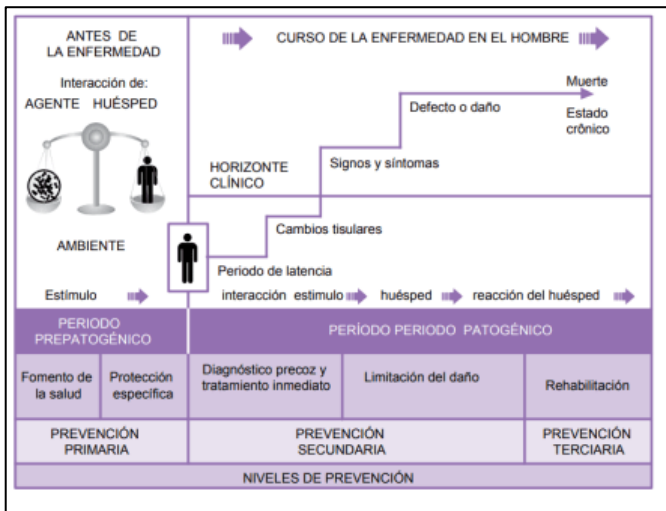 ANTES DE
LA ENFERMEDAD
CURSO DE LA ENFERMEDAD EN EL HOMBRE
Interacción de:
AGENTE HUÉSPED
Muerte
Defecto o daño
Estado
crônico
HORIZONTE
CLÍNICO
Signos y síntomas
Cambios tisulares
AMBIENTE
Periodo de latencia
Estímulo
interacción estimulo huésped reacción del huésped
PERIODO
PREPATOGÉNICO
PERÍODO PERIODO PATOGÉNICO
Fomento de
la salud
Protección
específica
Diagnóstico precoz y
tratamiento inmediato
Limitación del daño
Rehabilitación
PREVENCIÓN
PRIMARIA
PREVENCIÓN
SECUNDARIA
PREVENCIÓN
TERCIARIA
NIVELES DE PREVENCIÓN